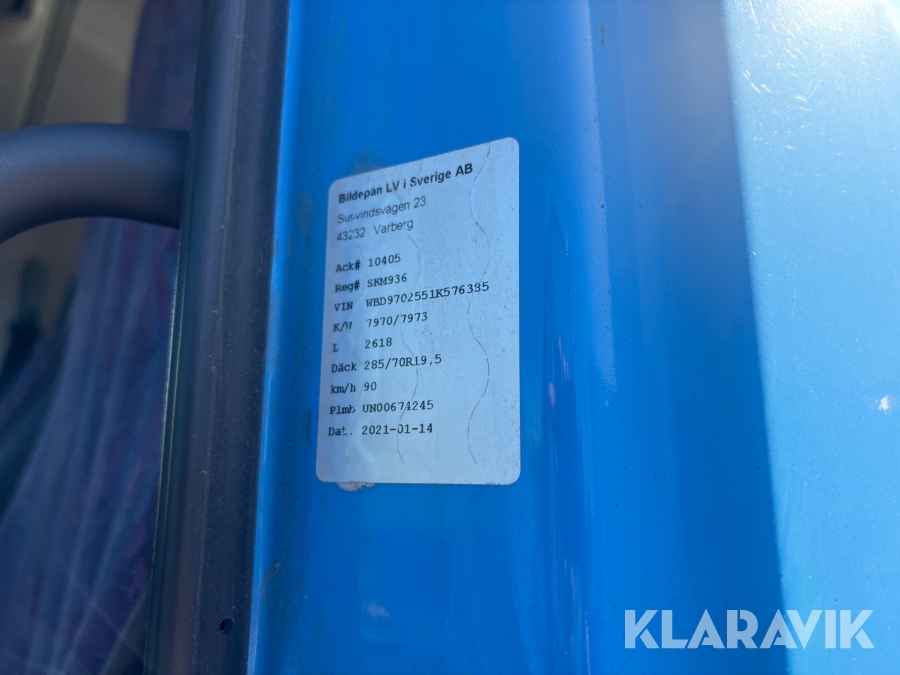 Bildepån LV i Sverige AB
Sunnvindsvägen 23
43232 Varberg
Ack# 10405
Reg# SKM936
VIN WBD9702551K576385
K/W 7970/7973
L 2618
Däck 285/70R19,5
km/h 90
Plmb UN00674245
Dat. 2021-01-14
KLARAVIK